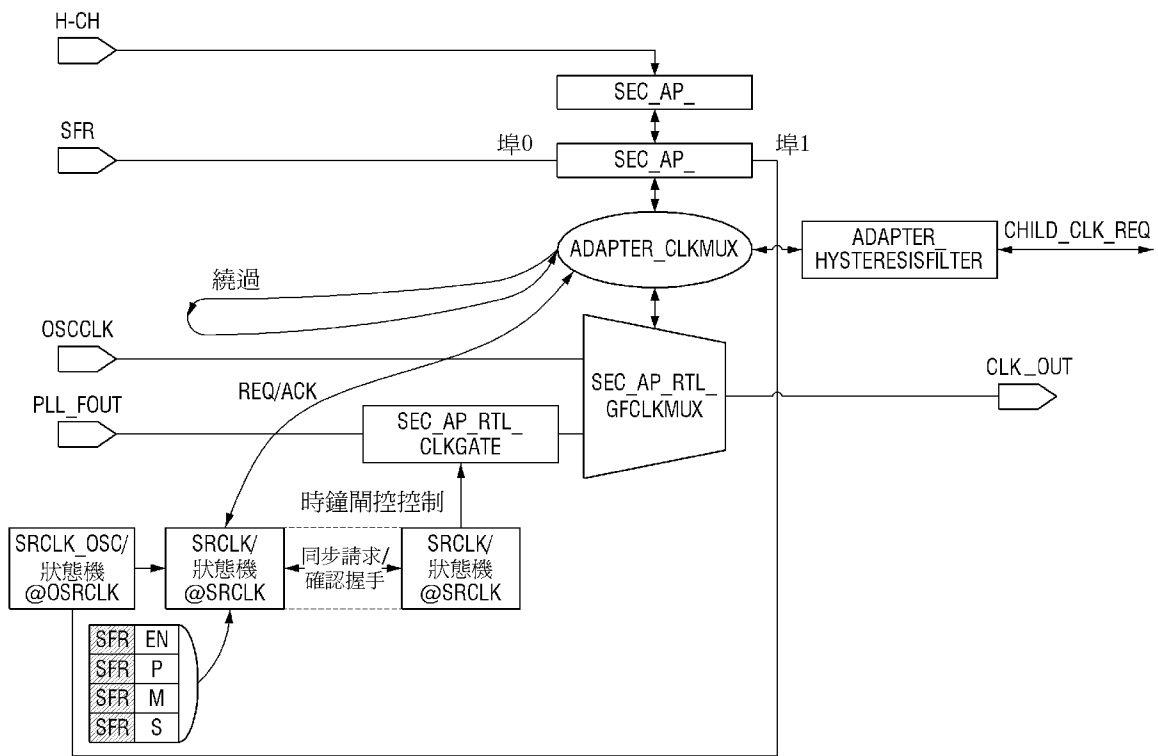 H-CH
SEC_AP_
SFR
埠0
SEC_AP_
埠1
ADAPTER_CLKMUX
ADAPTER_
HYSTERESISFILTER
CHILD_CLK_REQ
繞過
OSCCLK
REQ/ACK
SEC_AP_RTL_
GFCLKMUX
CLK_OUT
PLL_FOUT
SEC_AP_RTL_
CLKGATE
時鐘閘控控制
SRCLK_OSC/
狀態機
@OSRCLK
SRCLK/
狀態機
@SRCLK
同步請求/
確認握手
SRCLK/
狀態機
@SRCLK
SFR EN
SFR P
SFR M
SFR S